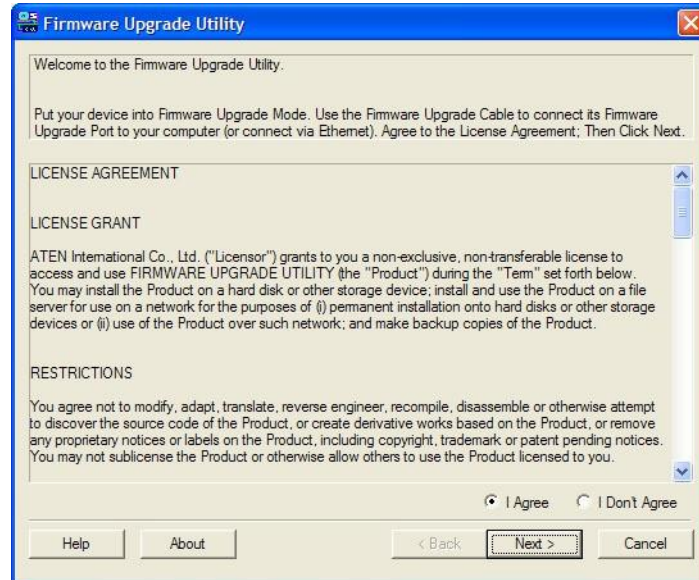 Firmware Upgrade Utility
Welcome to the Firmware Upgrade Utility.
Put your device into Firmware Upgrade Mode. Use the Firmware Upgrade Cable to connect its Firmware
Upgrade Port to your computer (or connect via Ethernet). Agree to the License Agreement; Then Click Next.
LICENSE AGREEMENT
LICENSE GRANT
ATEN International Co., Ltd. ("Licensor") grants to you a non-exclusive, non-transferable license to
access and use FIRMWARE UPGRADE UTILITY (the "Product") during the "Term" set forth below.
You may install the Product on a hard disk or other storage device; install and use the Product on a file
server for use on a network for the purposes of (i) permanent installation onto hard disks or other storage
devices or (ii) use of the Product over such network; and make backup copies of the Product.
RESTRICTIONS
You agree not to modify, adapt, translate, reverse engineer, recompile, disassemble or otherwise attempt
to discover the source code of the Product, or create derivative works based on the Product, or remove
any proprietary notices or labels on the Product, including copyright, trademark or patent pending notices.
You may not sublicense the Product or otherwise allow others to use the Product licensed to you.
I Agree I Don't Agree
Help About < Back Next > Cancel